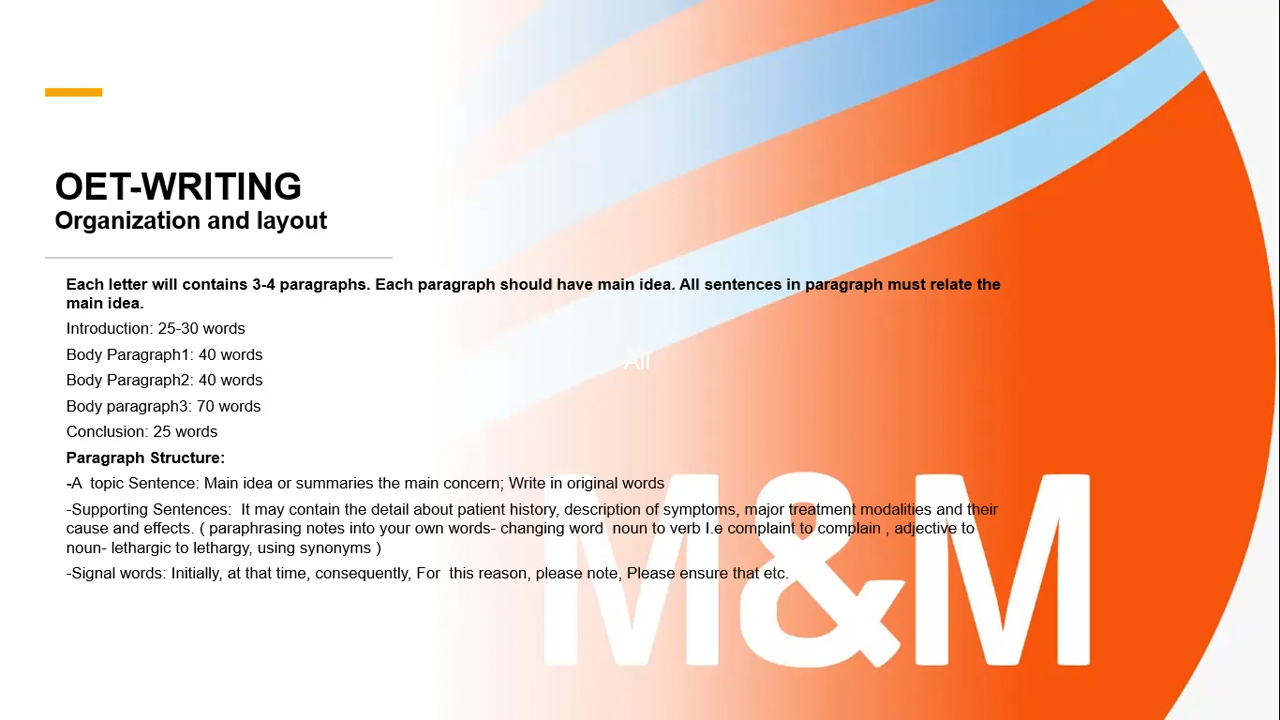 OET-WRITING
Organization and layout
Each letter will contains 3-4 paragraphs. Each paragraph should have main idea. All sentences in paragraph must relate the
main idea.
Introduction: 25-30 words
Body Paragraph1: 40 words
All
Body Paragraph2: 40 words
Body paragraph3: 70 words
Conclusion: 25 words
Paragraph Structure:
-A topic Sentence: Main idea or summaries the main concern; Write in original words
-Supporting Sentences: It may contain the detail about patient history, description of symptoms, major treatment modalities and their
cause and effects. ( paraphrasing notes into your own words- changing word noun to verb I.e complaint to complain , adjective to
noun- lethargic to lethargy, using synonyms )
-Signal words: Initially, at that time, consequently, For this reason, please note, Please ensure that etc.
M&M